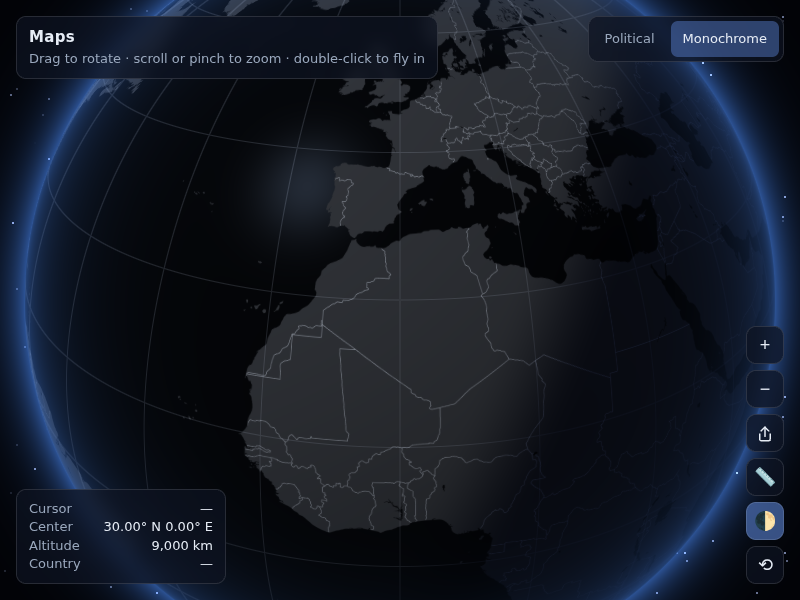 Maps
Drag to rotate · scroll or pinch to zoom · double-click to fly in
Political Monochrome
+
−
Cursor —
Center 30.00° N 0.00° E
Altitude 9,000 km
Country —